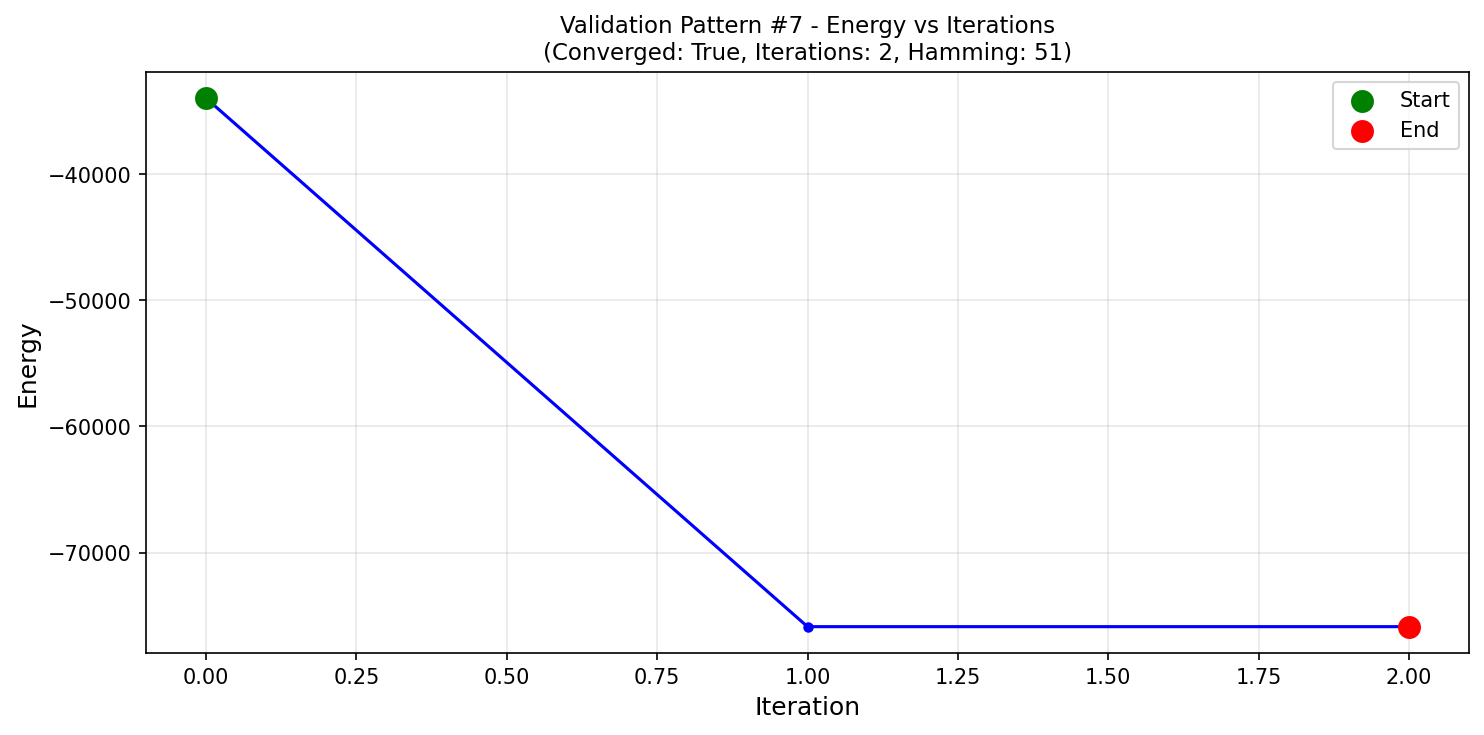 Validation Pattern #7 - Energy vs Iterations
(Converged: True, Iterations: 2, Hamming: 51)
Start
End
Energy
−40000
−50000
−60000
−70000
0.00 0.25 0.50 0.75 1.00 1.25 1.50 1.75 2.00
Iteration